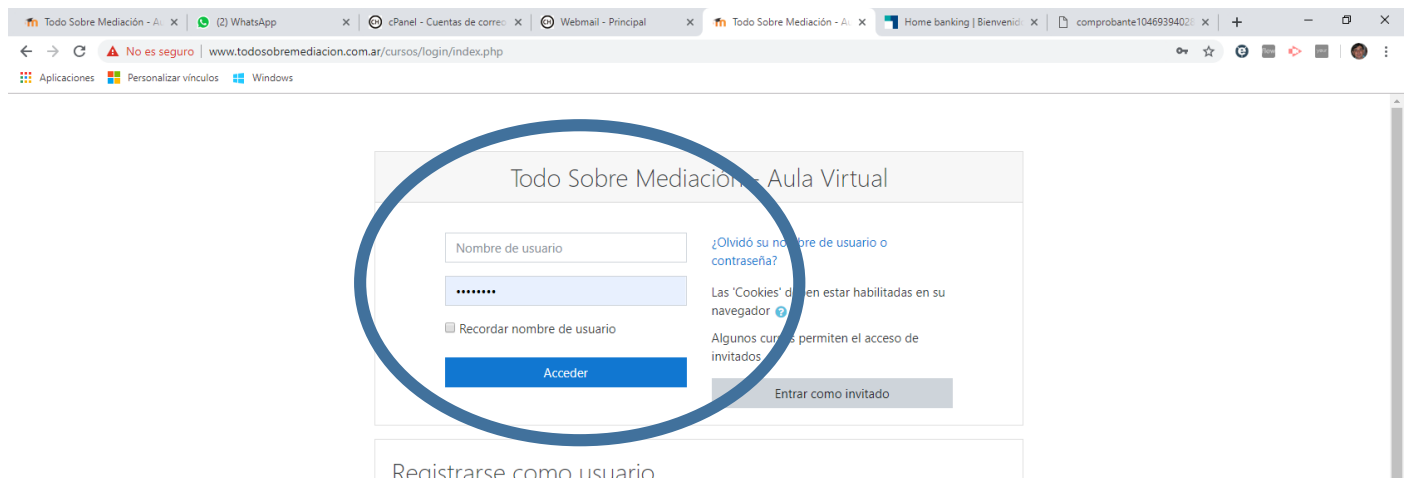 Todo Sobre Mediación - Au
(2) WhatsApp
cPanel - Cuentas de correo
Webmail - Principal
Todo Sobre Mediación - Au
Home banking | Bienvenido
comprobante10469394028
No es seguro | www.todosobremediacion.com.ar/cursos/login/index.php
Aplicaciones Personalizar vínculos Windows
Todo Sobre Mediación - Aula Virtual
Nombre de usuario
••••••••
Recordar nombre de usuario
Acceder
¿Olvidó su nombre de usuario o
contraseña?
Las 'Cookies' deben estar habilitadas en su
navegador
Algunos cursos permiten el acceso de
invitados
Entrar como invitado
Registrarse como usuario